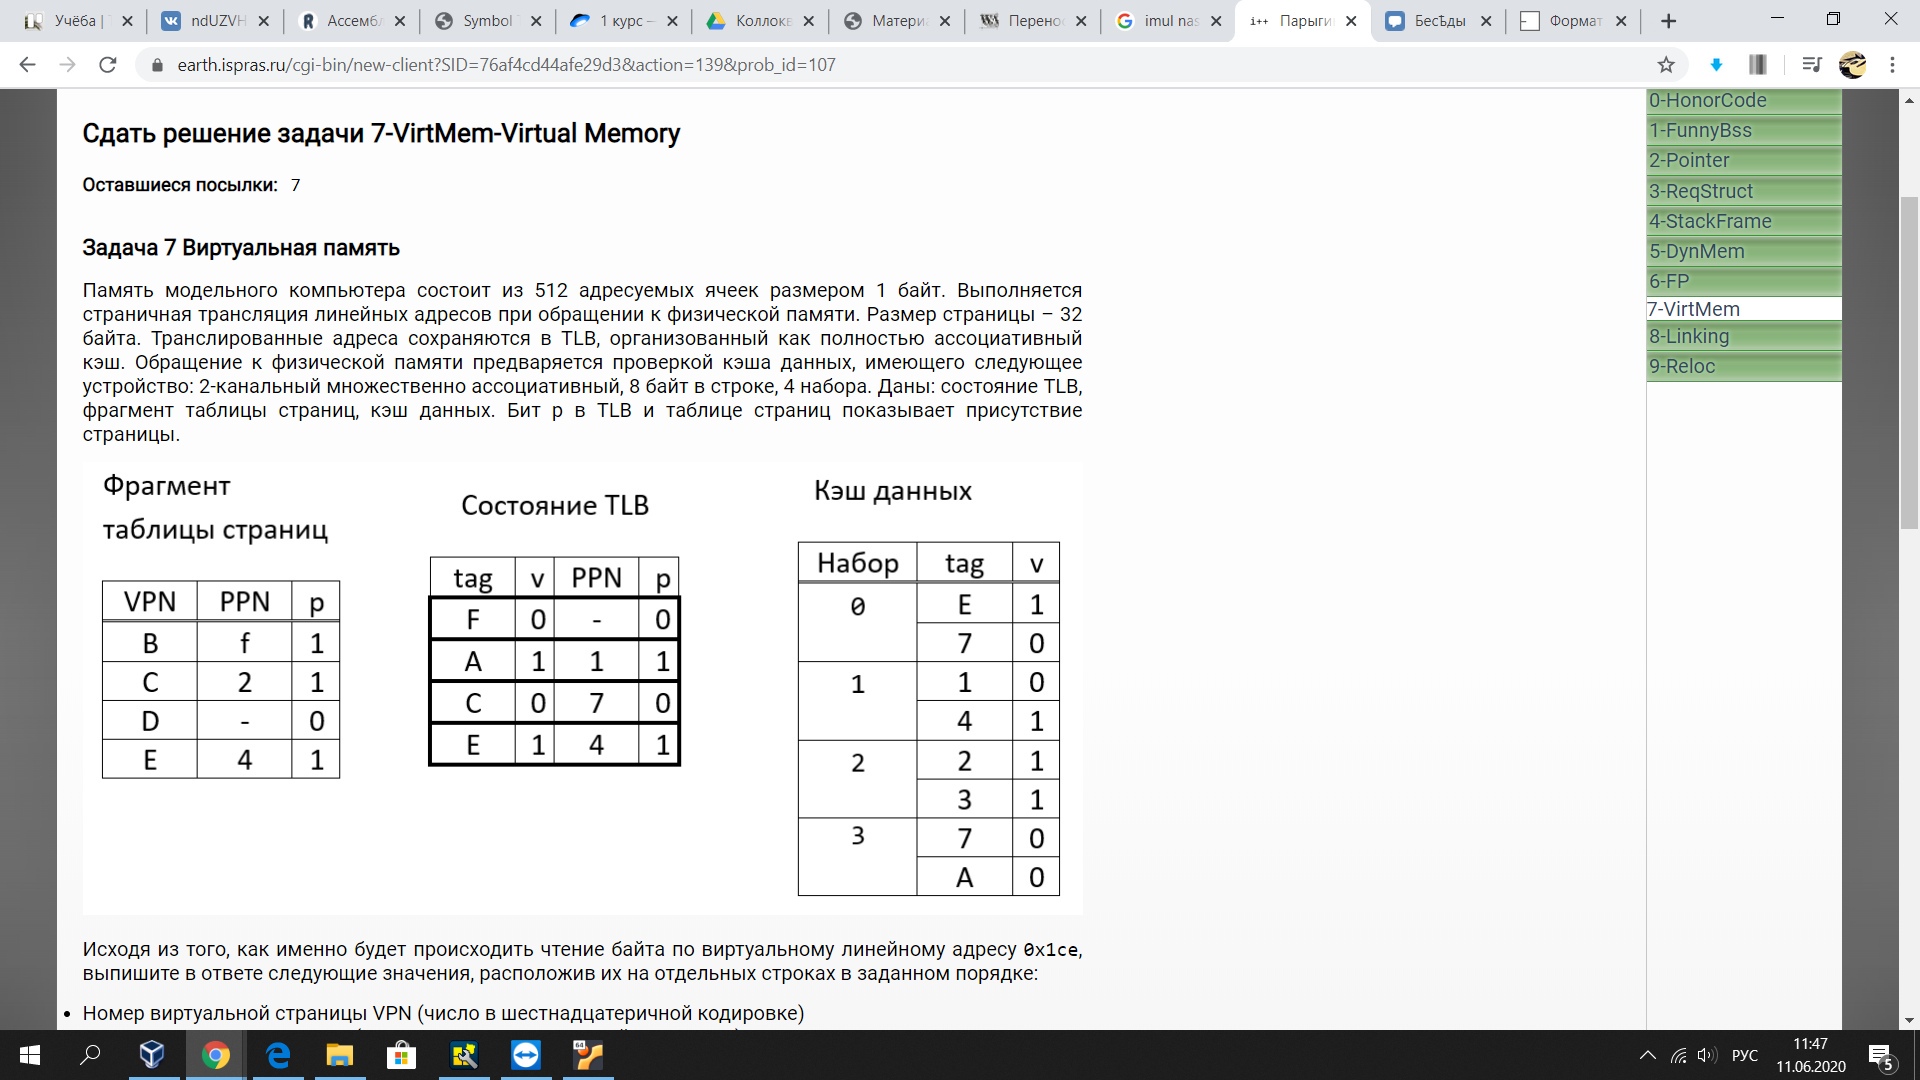 Учёба | Т
ndUZVH
Ассембл
Symbol T
1 курс –
Коллокв
Материа
Перенос
imul nas
i++ Парыгин
Бесѣды
Формат
earth.ispras.ru/cgi-bin/new-client?SID=76af4cd44afe29d3&action=139&prob_id=107
0-HonorCode
1-FunnyBss
2-Pointer
3-ReqStruct
4-StackFrame
5-DynMem
6-FP
7-VirtMem
8-Linking
9-Reloc
Сдать решение задачи 7-VirtMem-Virtual Memory
Оставшиеся посылки: 7
Задача 7 Виртуальная память
Память модельного компьютера состоит из 512 адресуемых ячеек размером 1 байт. Выполняется
страничная трансляция линейных адресов при обращении к физической памяти. Размер страницы – 32
байта. Транслированные адреса сохраняются в TLB, организованный как полностью ассоциативный
кэш. Обращение к физической памяти предваряется проверкой кэша данных, имеющего следующее
устройство: 2-канальный множественно ассоциативный, 8 байт в строке, 4 набора. Даны: состояние TLB,
фрагмент таблицы страниц, кэш данных. Бит p в TLB и таблице страниц показывает присутствие
страницы.
Фрагмент
таблицы страниц
VPN PPN p
B f 1
C 2 1
D - 0
E 4 1
Состояние TLB
tag v PPN p
F 0 - 0
A 1 1 1
C 0 7 0
E 1 4 1
Кэш данных
Набор tag v
0 E 1
7 0
1 1 0
4 1
2 2 1
3 1
3 7 0
A 0
Исходя из того, как именно будет происходить чтение байта по виртуальному линейному адресу 0x1ce,
выпишите в ответе следующие значения, расположив их на отдельных строках в заданном порядке:
• Номер виртуальной страницы VPN (число в шестнадцатеричной кодировке)
64
РУС
11:47
11.06.2020
5